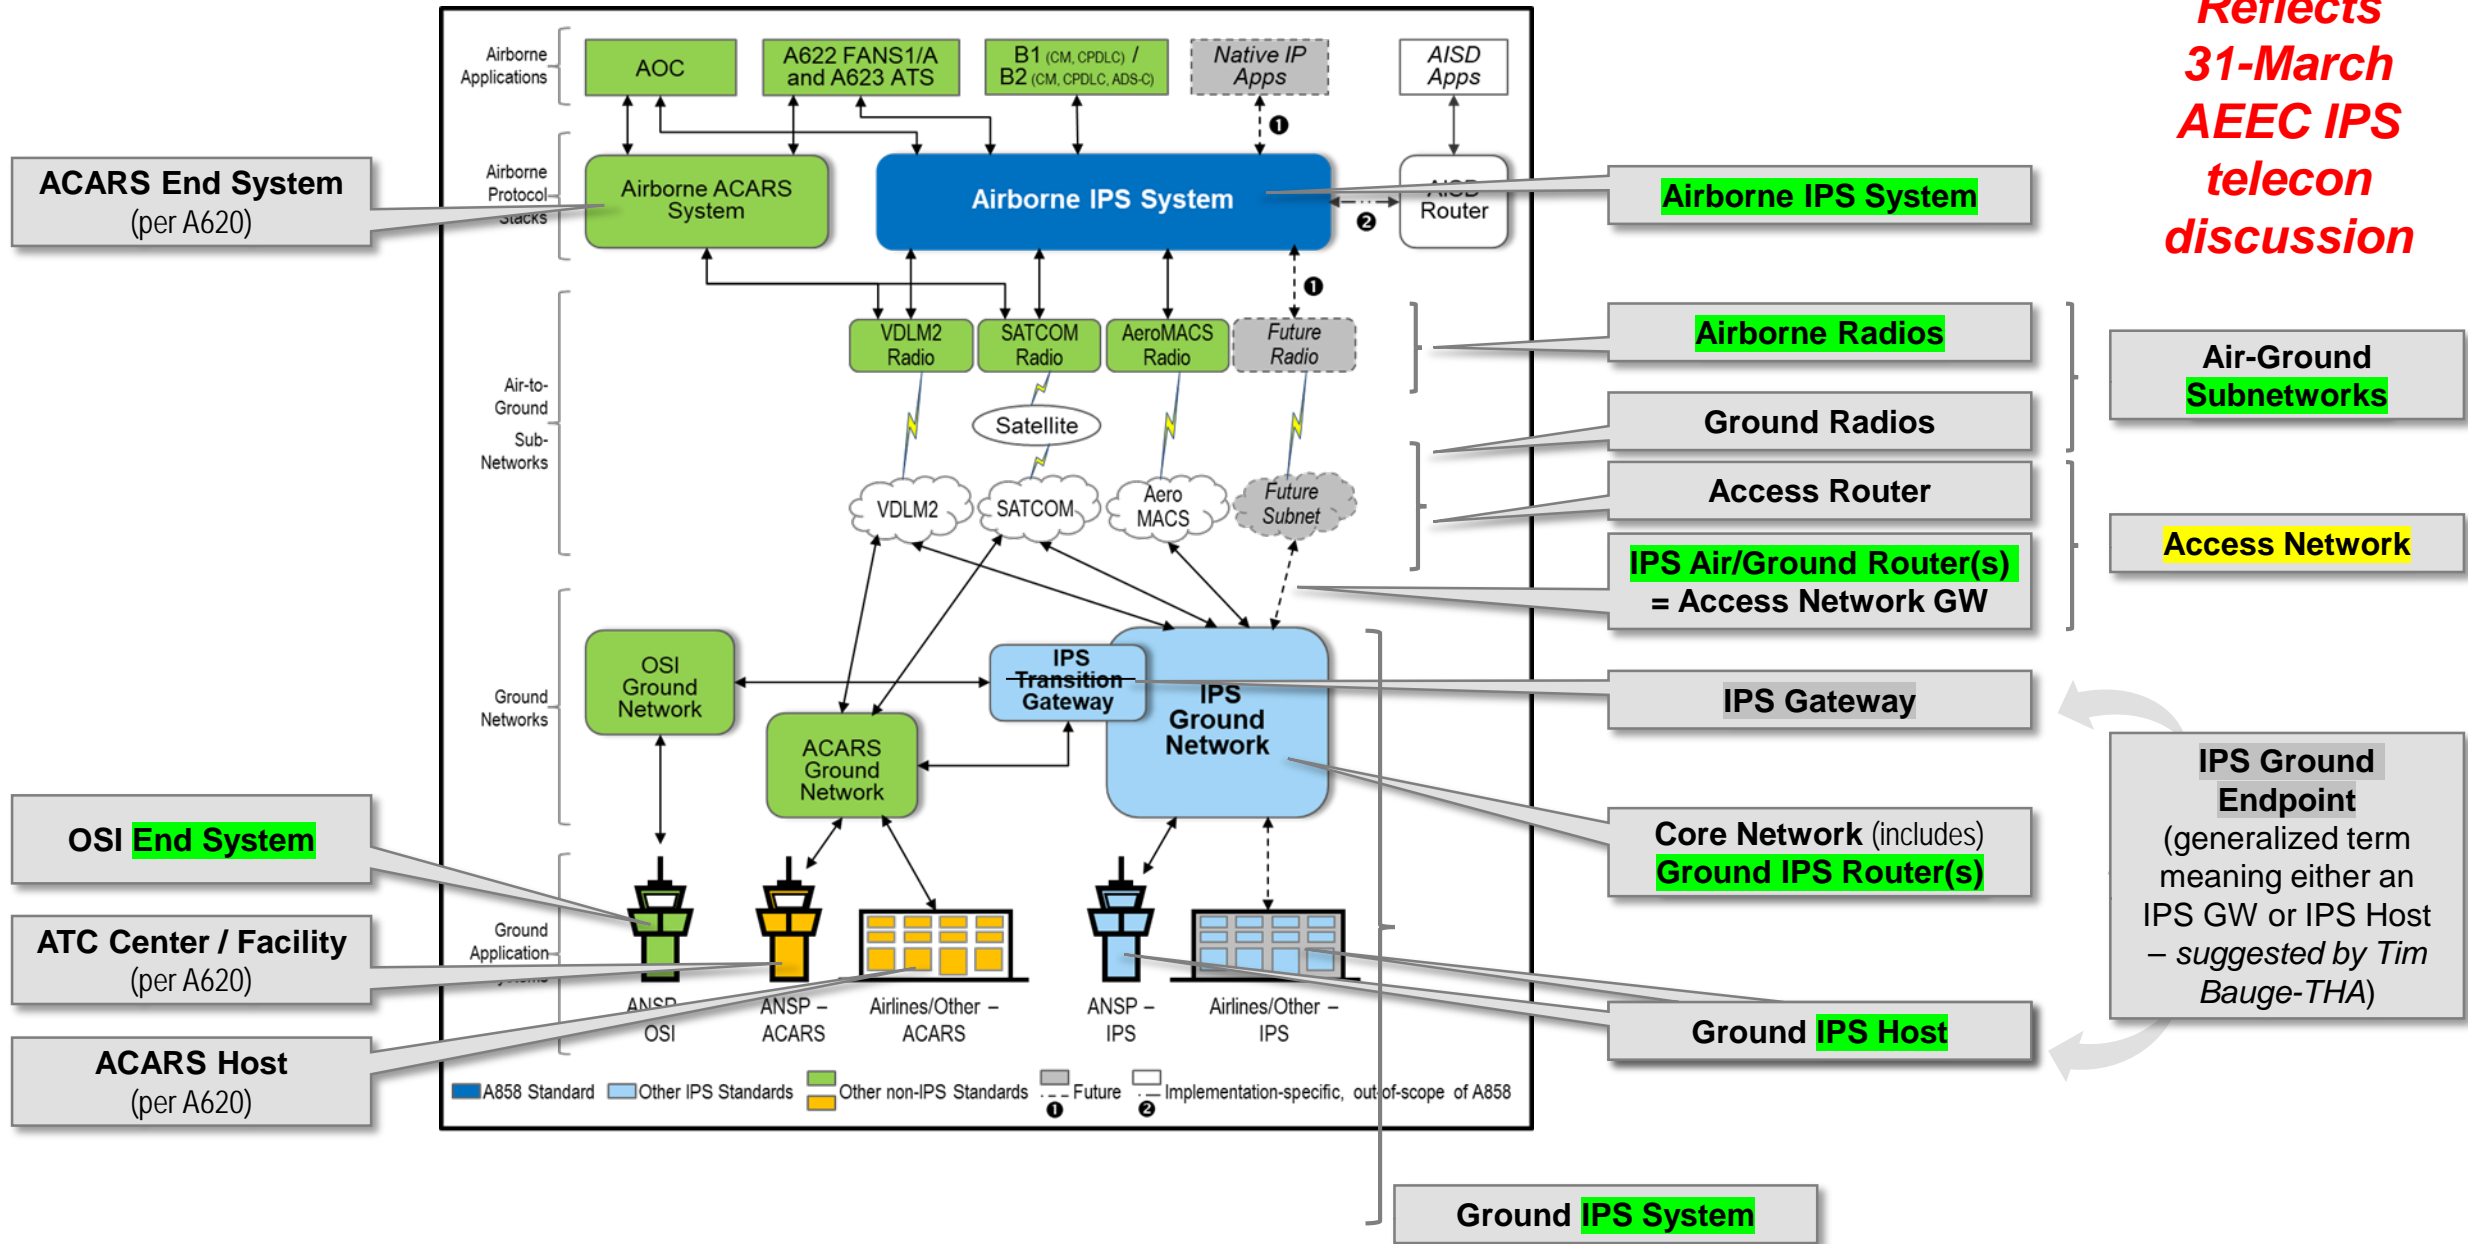 Reflects
31-March
AEEC IPS
telecon
discussion
Airborne
Applications
AOC
A622 FANS1/A
and A623 ATS
B1 (CM, CPDLC) /
B2 (CM, CPDLC, ADS-C)
Native IP
Apps
AISD
Apps
❶
Airborne
Protocol
Stacks
Airborne ACARS
System
Airborne IPS System
AISD
Router
❷
❶
ACARS End System
(per A620)
Airborne IPS System
Air-to-
Ground
Sub-
Networks
VDLM2
Radio
SATCOM
Radio
AeroMACS
Radio
Future
Radio
Satellite
VDLM2
SATCOM
Aero
MACS
Future
Subnet
Airborne Radios
Ground Radios
Access Router
IPS Air/Ground Router(s)
= Access Network GW
Air-Ground
Subnetworks
Access Network
Ground
Networks
OSI
Ground
Network
IPS
Transition
Gateway
IPS
Ground
Network
ACARS
Ground
Network
IPS Gateway
Core Network (includes)
Ground IPS Router(s)
IPS Ground
Endpoint
(generalized term
meaning either an
IPS GW or IPS Host
– suggested by Tim
Bauge-THA)
OSI End System
ATC Center / Facility
(per A620)
ACARS Host
(per A620)
Ground
Application
ANSP
OSI
ANSP –
ACARS
Airlines/Other –
ACARS
ANSP –
IPS
Airlines/Other –
IPS
Ground IPS Host
A858 Standard
Other IPS Standards
Other non-IPS Standards
Future
❶
Implementation-specific, out-of-scope of A858
❷
Ground IPS System